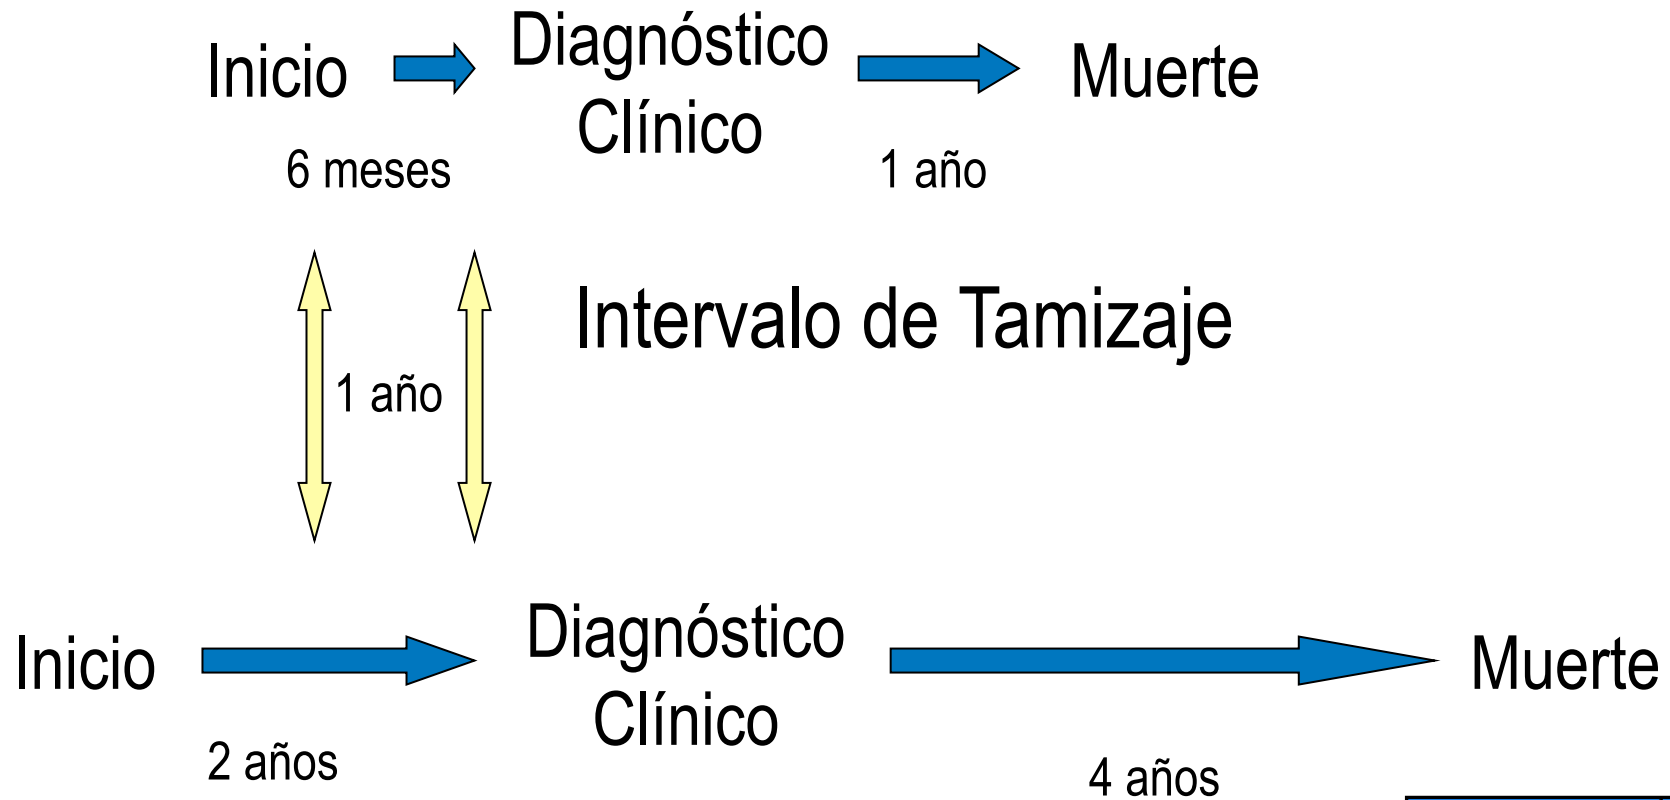 Inicio
Diagnóstico
Clínico
Muerte
6 meses
1 año
Intervalo de Tamizaje
1 año
Inicio
Diagnóstico
Clínico
Muerte
2 años
4 años